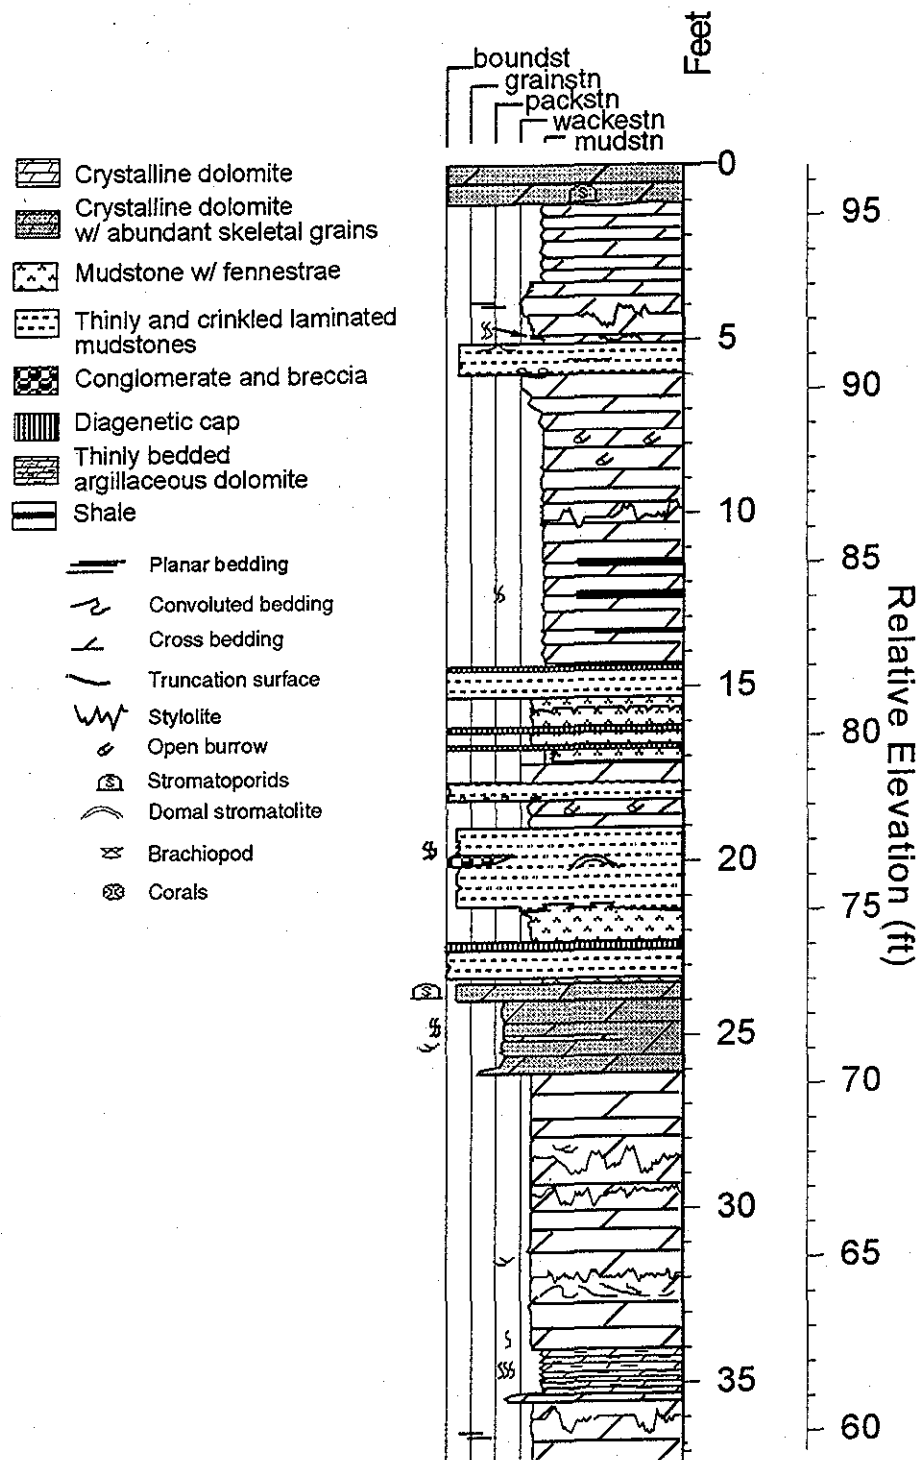 Feet
boundst
grainstn
packstn
wackestn
mudstn
Crystalline dolomite
Crystalline dolomite
w/ abundant skeletal grains
Mudstone w/ fennestrae
Thinly and crinkled laminated
mudstones
Conglomerate and breccia
Diagenetic cap
Thinly bedded
argillaceous dolomite
Shale
Planar bedding
Convoluted bedding
Cross bedding
Truncation surface
Stylolite
Open burrow
S Stromatoporids
Domal stromatolite
Brachiopod
Corals
S
S
0
5
10
15
20
25
30
35
95
90
85
80
75
70
65
60
Relative Elevation (ft)